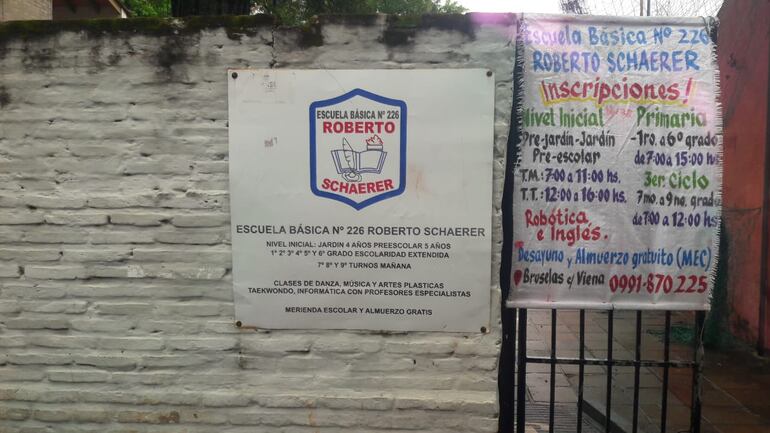 ESCUELA BÁSICA Nº 226
ROBERTO
SCHAERER
ESCUELA BÁSICA Nº 226 ROBERTO SCHAERER
NIVEL INICIAL: JARDIN 4 AÑOS PREESCOLAR 5 AÑOS
1º 2º 3º 4º 5º Y 6º GRADO ESCOLARIDAD EXTENDIDA
7º 8º Y 9º TURNOS MAÑANA
CLASES DE DANZA, MÚSICA Y ARTES PLASTICAS
TAEKWONDO, INFORMÁTICA CON PROFESORES ESPECIALISTAS
MERIENDA ESCOLAR Y ALMUERZO GRATIS
Escuela Básica Nº 226
ROBERTO SCHAERER
Inscripciones!
Nivel Inicial
Pre-jardín-Jardín
Pre-escolar
T.M.: 7:00 a 11:00 hs.
T.T.: 12:00 a 16:00 hs.
Primaria
-1ro. a 6º grado
de 7:00 a 15:00 hs
3er. Ciclo
7mo. a 9no. grado
de 7:00 a 12:00 hs
Robótica
e Inglés.
Desayuno y Almuerzo gratuito (MEC)
Bruselas y Viena 0991-870 225